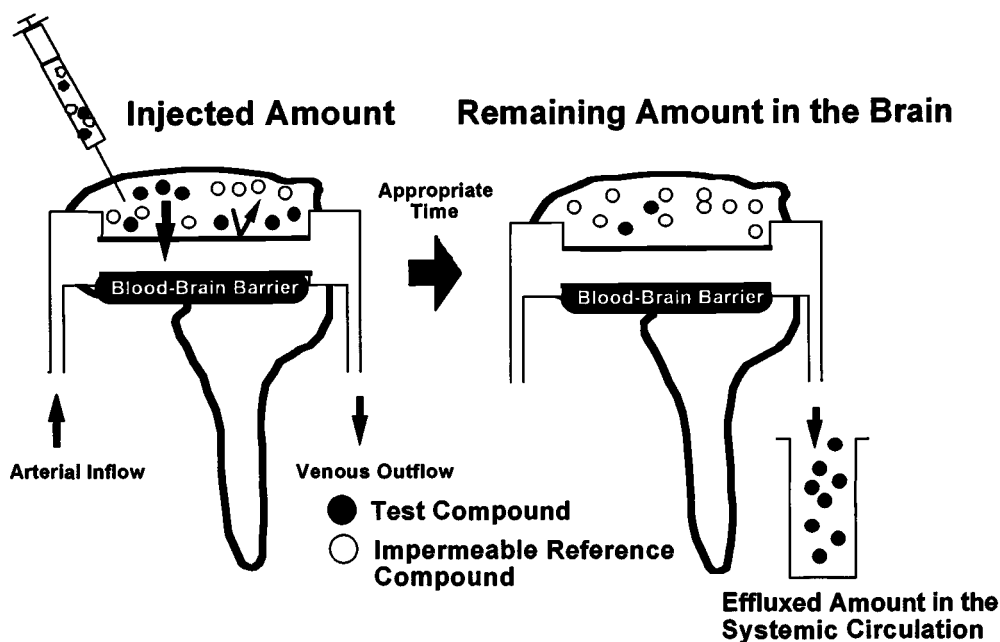 Injected Amount
Remaining Amount in the Brain
Appropriate
Time
Blood-Brain Barrier
Blood-Brain Barrier
Arterial Inflow
Venous Outflow
Test Compound
Impermeable Reference
Compound
Effluxed Amount in the
Systemic Circulation